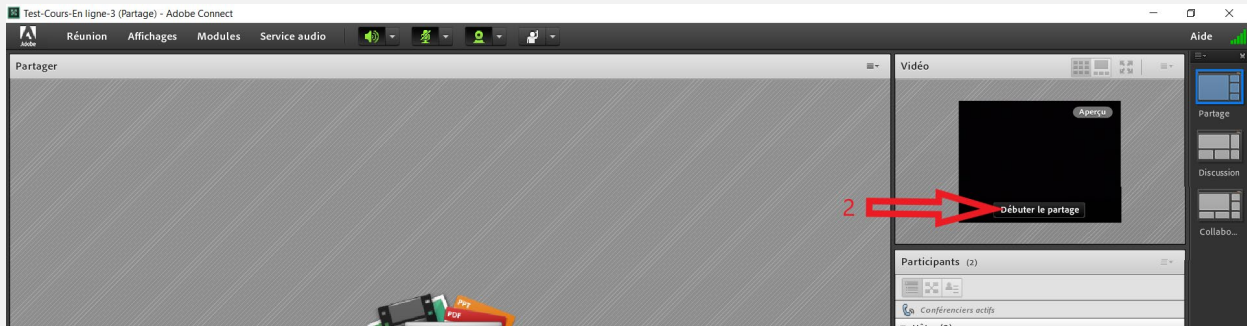 Test-Cours-En ligne-3 (Partage) - Adobe Connect
Adobe Réunion Affichages Modules Service audio Aide
Partager
Vidéo
Aperçu
Partage
Discussion
2
Débuter le partage
Collabo...
Participants (2)
PPT
PDF
Conférenciers actifs